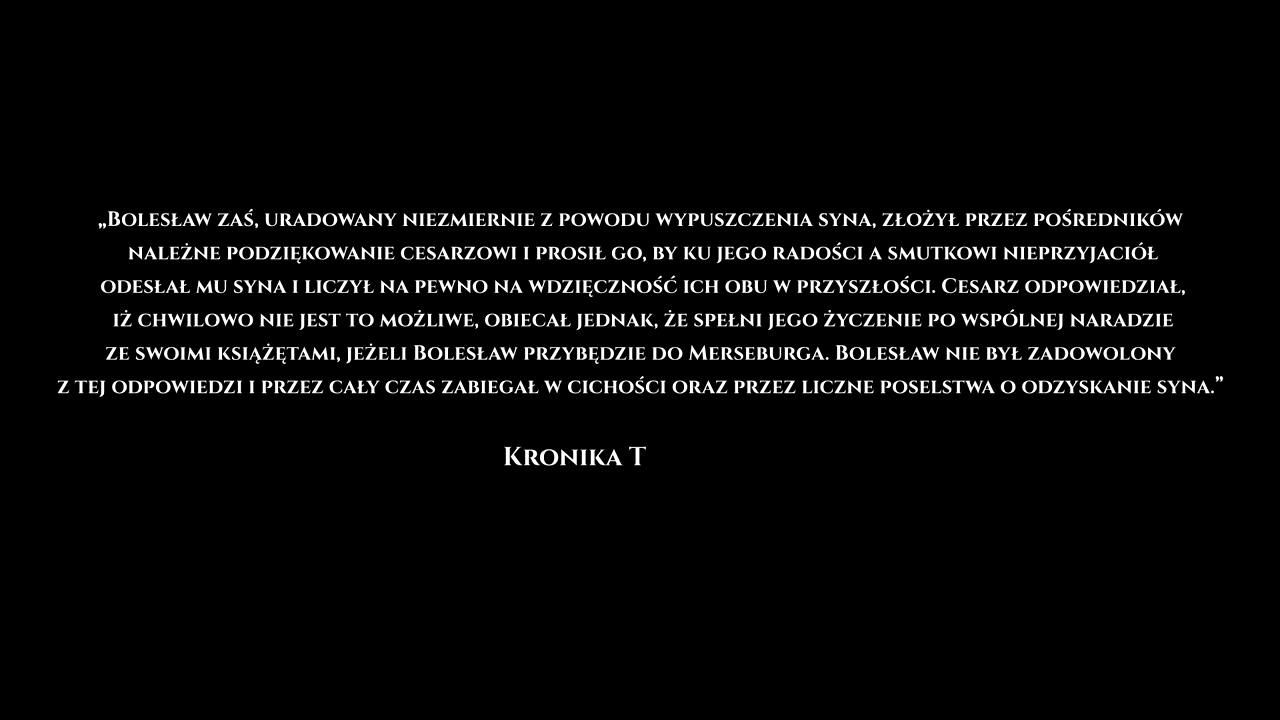 „Bolesław zaś, uradowany niezmiernie z powodu wypuszczenia syna, złożył przez pośredników
należne podziękowanie cesarzowi i prosił go, by ku jego radości a smutkowi nieprzyjaciół
odesłał mu syna i liczył na pewno na wdzięczność ich obu w przyszłości. Cesarz odpowiedział,
iż chwilowo nie jest to możliwe, obiecał jednak, że spełni jego życzenie po wspólnej naradzie
ze swoimi książętami, jeżeli Bolesław przybędzie do Merseburga. Bolesław nie był zadowolony
z tej odpowiedzi i przez cały czas zabiegał w cichości oraz przez liczne poselstwa o odzyskanie syna.”
Kronika T